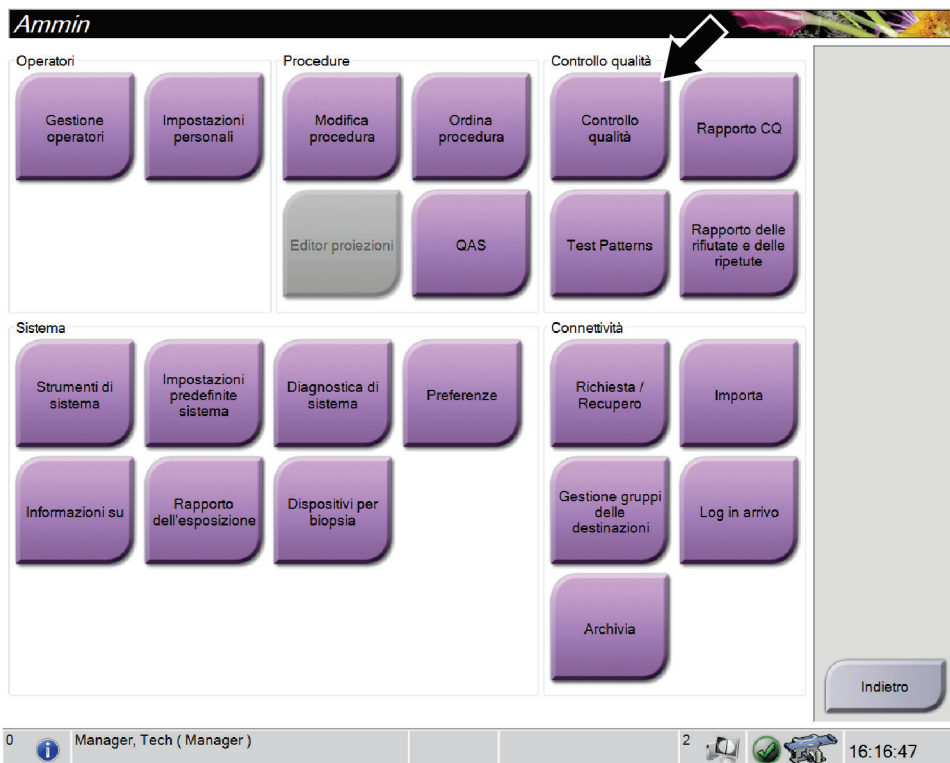 Ammin
Operatori
Gestione
operatori
Impostazioni
personali
Procedure
Modifica
procedura
Ordina
procedura
Editor proiezioni
QAS
Controllo qualità
Controllo
qualità
Rapporto CQ
Test Patterns
Rapporto delle
rifiutate e delle
ripetute
Sistema
Strumenti di
sistema
Impostazioni
predefinite
sistema
Diagnostica di
sistema
Preferenze
Informazioni su
Rapporto
dell'esposizione
Dispositivi per
biopsia
Connettività
Richiesta /
Recupero
Importa
Gestione gruppi
delle
destinazioni
Log in arrivo
Archivia
Indietro
0
Manager, Tech ( Manager )
2
16:16:47